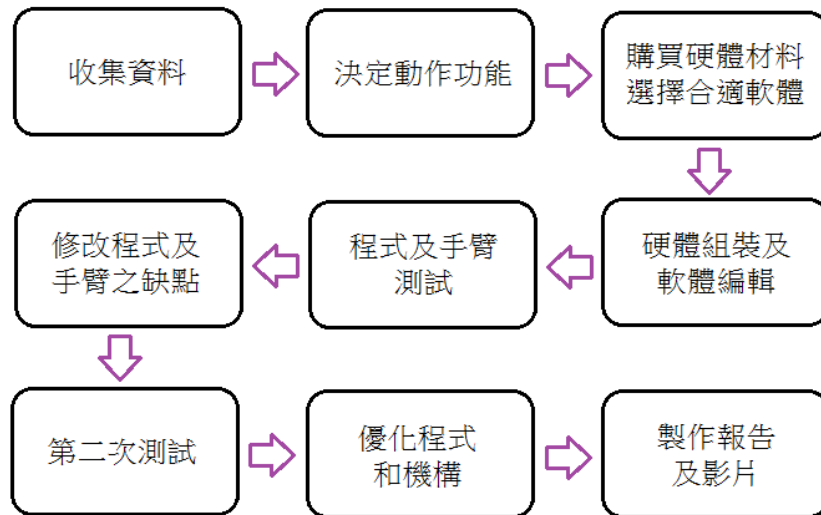 收集資料
決定動作功能
購買硬體材料
選擇合適軟體
硬體組裝及
軟體編輯
程式及手臂
測試
修改程式及
手臂之缺點
第二次測試
優化程式
和機構
製作報告
及影片